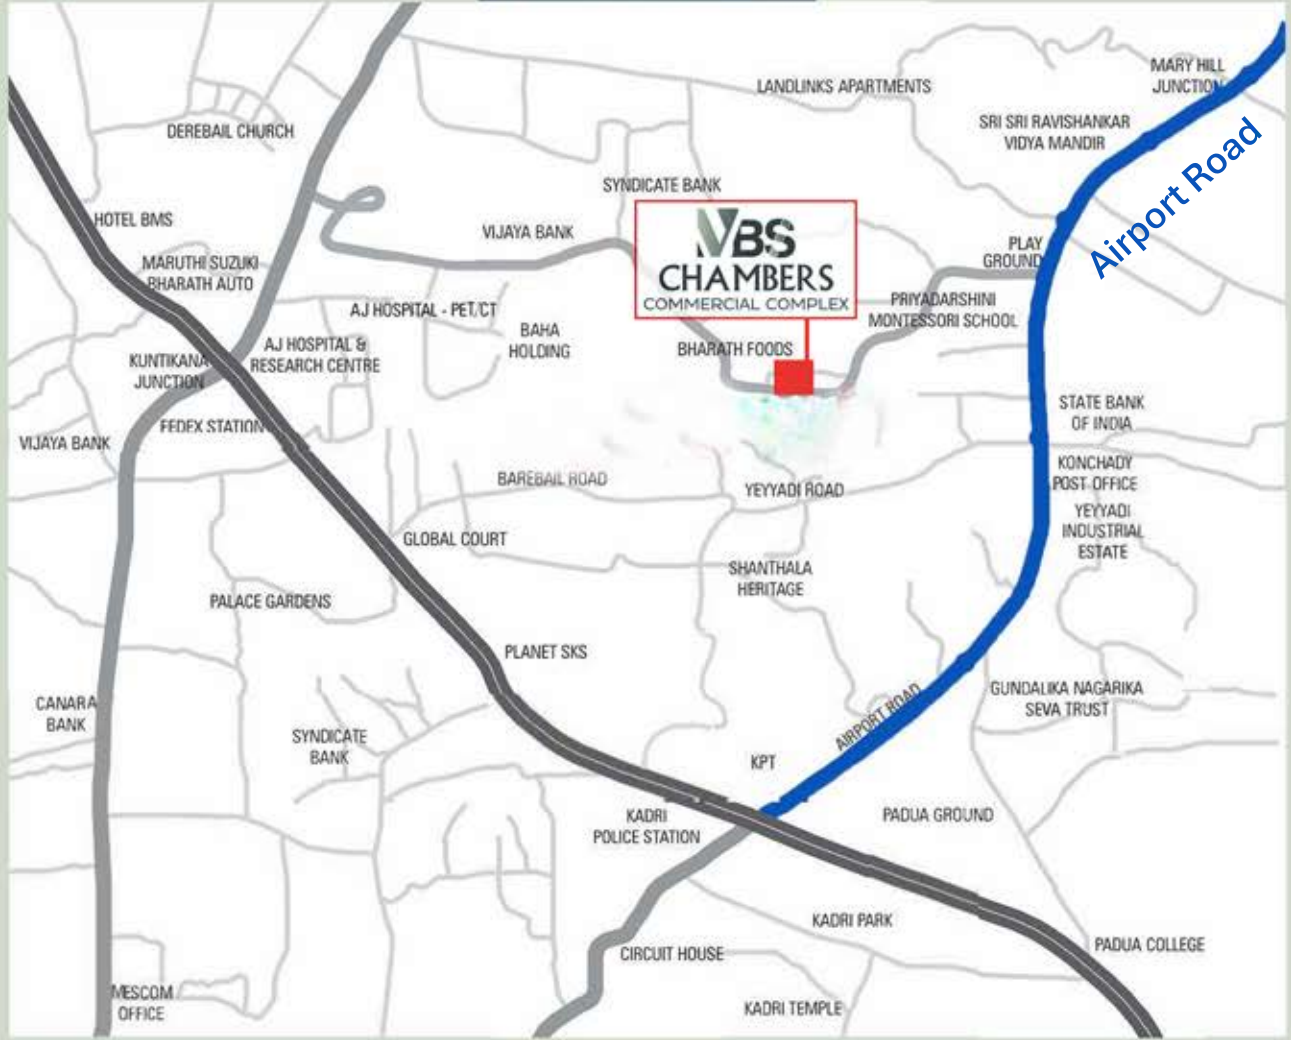 MARY HILL
JUNCTION
LANDLINKS APARTMENTS
DEREBAIL CHURCH
SRI SRI RAVISHANKAR
VIDYA MANDIR
Airport Road
SYNDICATE BANK
HOTEL BMS
VIJAYA BANK
VBS
CHAMBERS
COMMERCIAL COMPLEX
PLAY
GROUND
MARUTHI SUZUKI
BHARATH AUTO
AJ HOSPITAL - PET/CT
PRIYADARSHINI
MONTESSORI SCHOOL
BAHA
HOLDING
BHARATH FOODS
AJ HOSPITAL &
RESEARCH CENTRE
KUNTIKANA
JUNCTION
FEDEX STATION
VIJAYA BANK
STATE BANK
OF INDIA
KONCHADY
POST OFFICE
BAREBAIL ROAD
YEYYADI ROAD
YEYYADI
INDUSTRIAL
ESTATE
GLOBAL COURT
SHANTHALA
HERITAGE
PALACE GARDENS
PLANET SKS
GUNDALIKA NAGARIKA
SEVA TRUST
CANARA
BANK
AIRPORT ROAD
SYNDICATE
BANK
KPT
KADRI
POLICE STATION
PADUA GROUND
KADRI PARK
PADUA COLLEGE
CIRCUIT HOUSE
MESCOM
OFFICE
KADRI TEMPLE